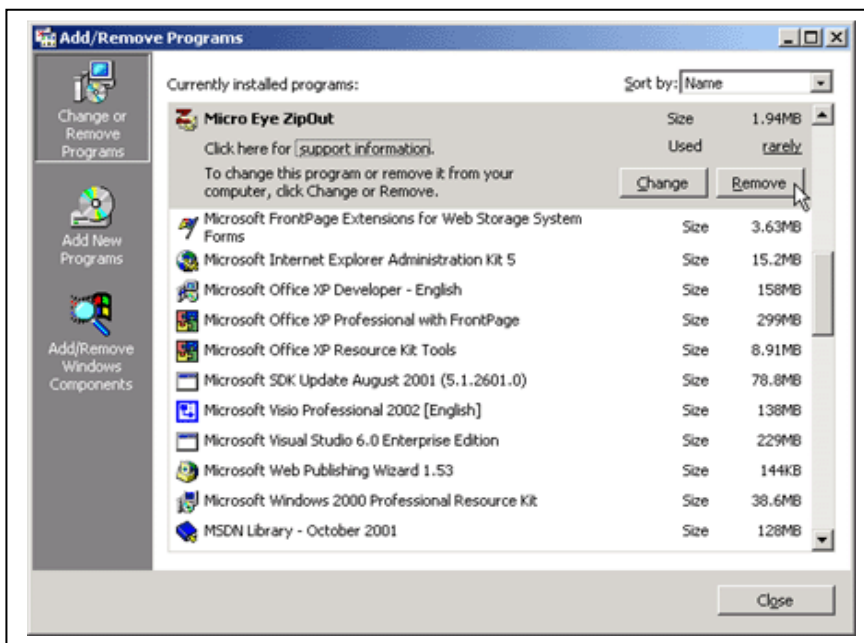 Add/Remove Programs
Change or
Remove
Programs
Add New
Programs
Add/Remove
Windows
Components
Currently installed programs:
Sort by: Name
Micro Eye ZipOut Size 1.94MB
Click here for support information. Used rarely
To change this program or remove it from your
computer, click Change or Remove.
Change Remove
Microsoft FrontPage Extensions for Web Storage System
Forms
Size 3.63MB
Microsoft Internet Explorer Administration Kit 5 Size 15.2MB
Microsoft Office XP Developer - English Size 158MB
Microsoft Office XP Professional with FrontPage Size 299MB
Microsoft Office XP Resource Kit Tools Size 8.91MB
Microsoft SDK Update August 2001 (5.1.2601.0) Size 78.8MB
Microsoft Visio Professional 2002 [English] Size 138MB
Microsoft Visual Studio 6.0 Enterprise Edition Size 229MB
Microsoft Web Publishing Wizard 1.53 Size 144KB
Microsoft Windows 2000 Professional Resource Kit Size 38.6MB
MSDN Library - October 2001 Size 128MB
Close